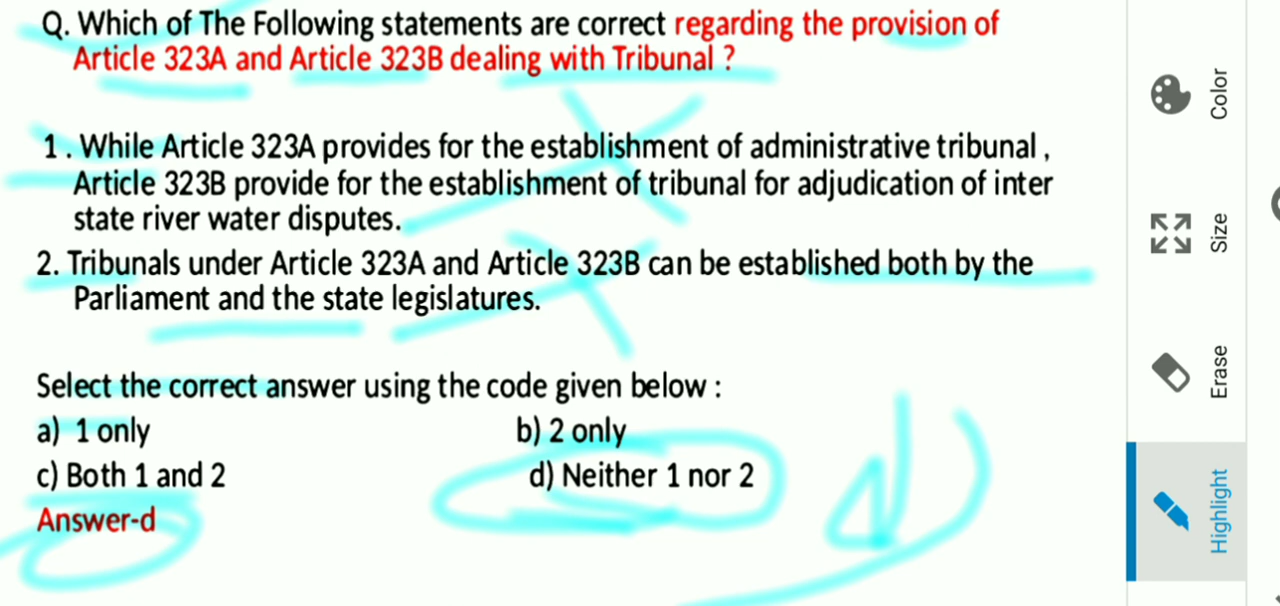 Q. Which of The Following statements are correct regarding the provision of
Article 323A and Article 323B dealing with Tribunal ?
1 . While Article 323A provides for the establishment of administrative tribunal ,
Article 323B provide for the establishment of tribunal for adjudication of inter
state river water disputes.
2. Tribunals under Article 323A and Article 323B can be established both by the
Parliament and the state legislatures.
Select the correct answer using the code given below :
a) 1 only
b) 2 only
c) Both 1 and 2
d) Neither 1 nor 2
Answer-d
d)
Color
Size
Erase
Highlight